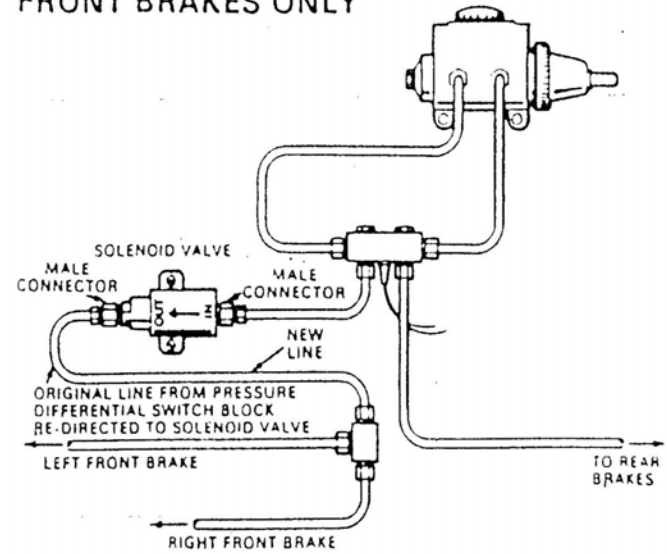 FRONT BRAKES ONLY
SOLENOID VALVE
MALE
CONNECTOR
MALE
CONNECTOR
OUT
IN
NEW
LINE
ORIGINAL LINE FROM PRESSURE
DIFFERENTIAL SWITCH BLOCK
RE-DIRECTED TO SOLENOID VALVE
LEFT FRONT BRAKE
TO REAR
BRAKES
RIGHT FRONT BRAKE